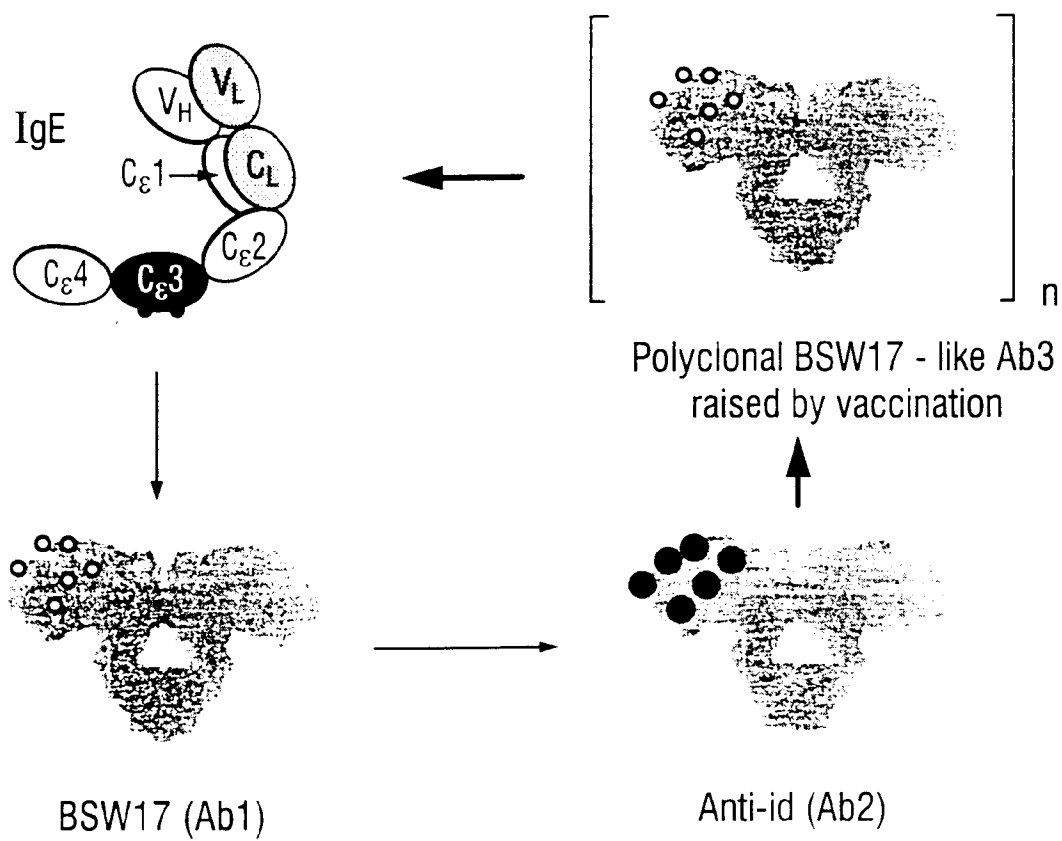 IgE
V_H
V_L
C_ε1
C_L
C_ε2
C_ε3
C_ε4
n
Polyclonal BSW17 - like Ab3
raised by vaccination
BSW17 (Ab1)
Anti-id (Ab2)